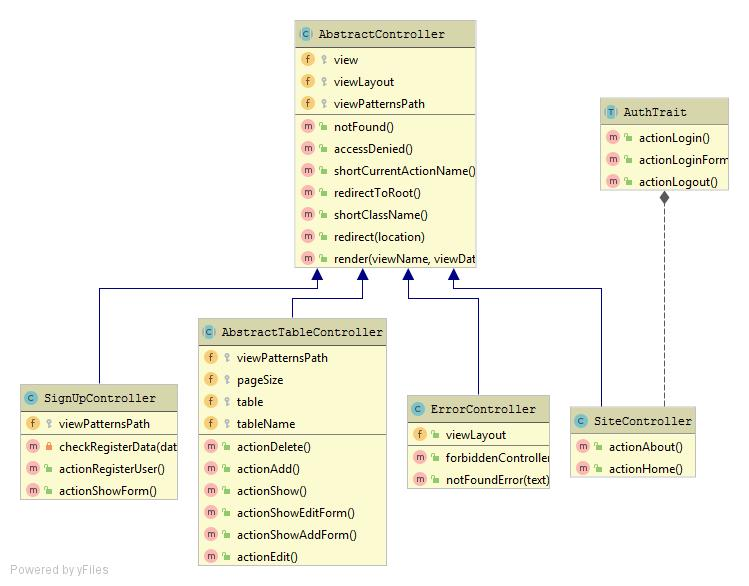 AbstractController
view
viewLayout
viewPatternsPath
notFound()
accessDenied()
shortCurrentActionName()
redirectToRoot()
shortClassName()
redirect(location)
render(viewName, viewDat
AuthTrait
actionLogin()
actionLoginForm
actionLogout()
SignUpController
viewPatternsPath
checkRegisterData(dat
actionRegisterUser()
actionShowForm()
AbstractTableController
viewPatternsPath
pageSize
table
tableName
actionDelete()
actionAdd()
actionShow()
actionShowEditForm()
actionShowAddForm()
actionEdit()
ErrorController
viewLayout
forbiddenController
notFoundError(text)
SiteController
actionAbout()
actionHome()
Powered by yFiles